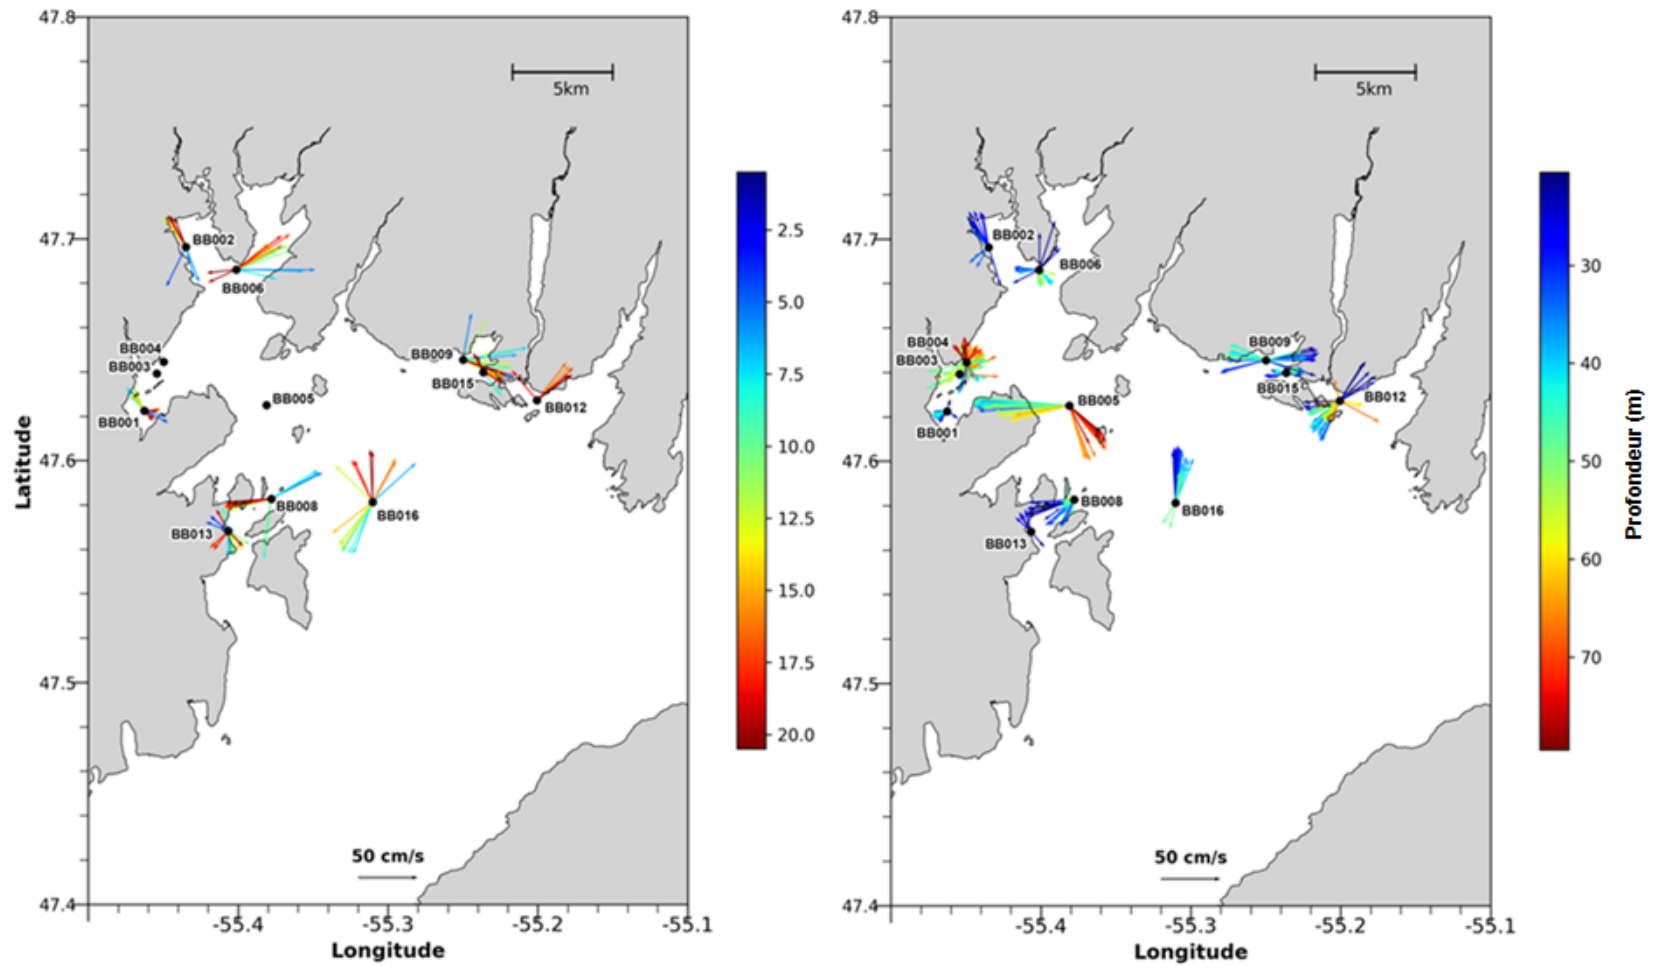 47.8
47.7
47.6
47.5
47.4
Latitude
5km
BB002
BB006
BB004
BB003
BB001
BB005
BB009
BB015
BB012
BB008
BB013
BB016
50 cm/s
-55.4
-55.3
-55.2
-55.1
Longitude
2.5
5.0
7.5
10.0
12.5
15.0
17.5
20.0
47.8
47.7
47.6
47.5
47.4
5km
BB002
BB006
BB004
BB003
BB001
BB005
BB009
BB015
BB012
BB008
BB013
BB016
50 cm/s
-55.4
-55.3
-55.2
-55.1
Longitude
30
40
50
60
70
Profondeur (m)